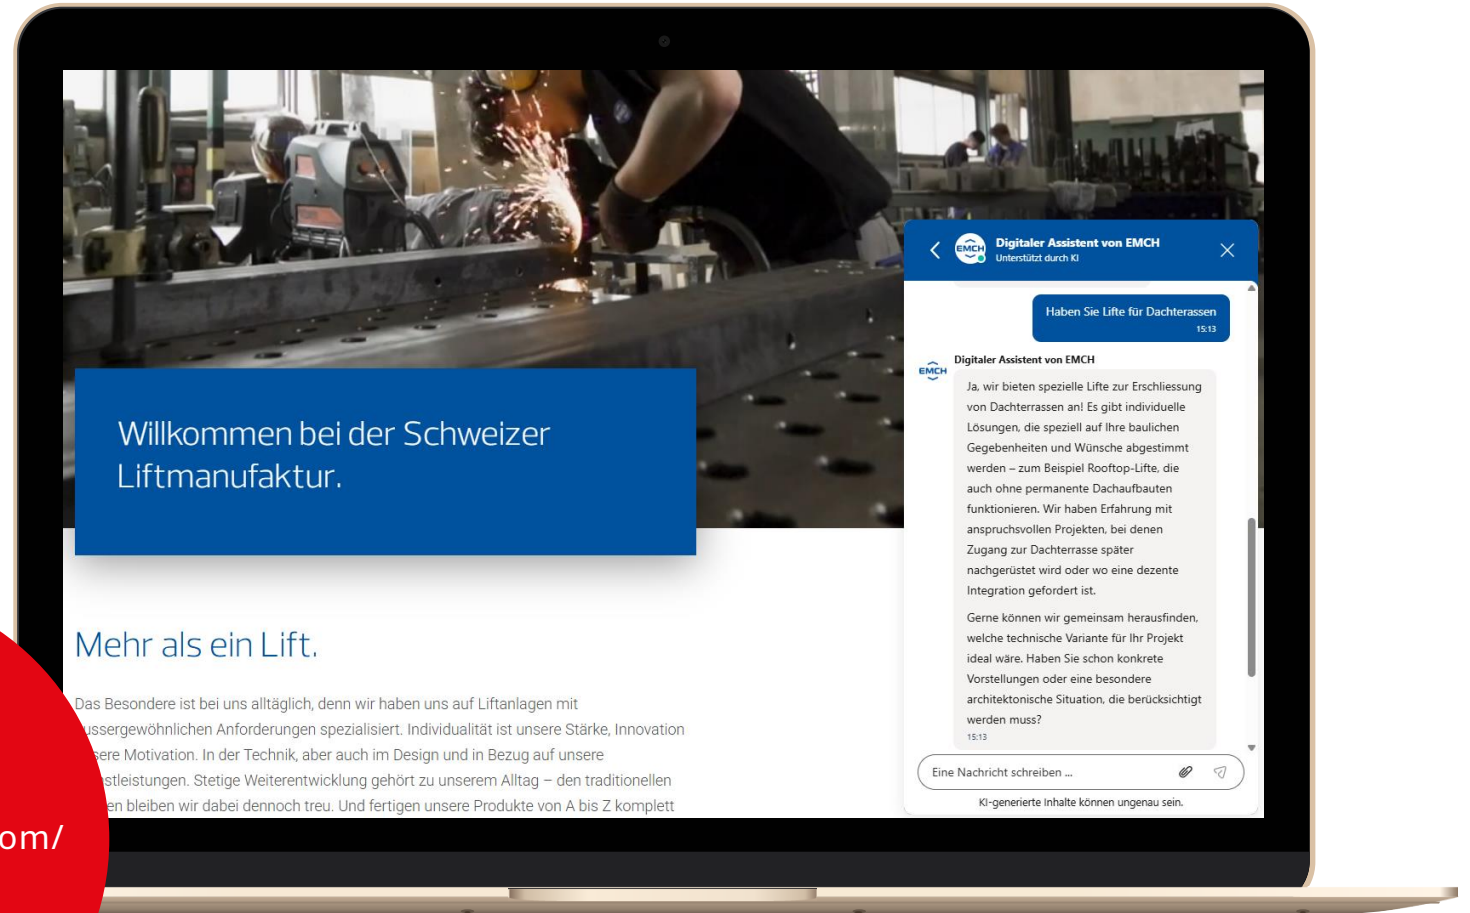 Willkommen bei der Schweizer
Liftmanufaktur.
Mehr als ein Lift.
Das Besondere ist bei uns alltäglich, denn wir haben uns auf Liftanlagen mit
ussergewöhnlichen Anforderungen spezialisiert. Individualität ist unsere Stärke, Innovation
sere Motivation. In der Technik, aber auch im Design und in Bezug auf unsere
stleistungen. Stetige Weiterentwicklung gehört zu unserem Alltag – den traditionellen
en bleiben wir dabei dennoch treu. Und fertigen unsere Produkte von A bis Z komplett
om/
EMCH
Digitaler Assistent von EMCH
Unterstützt durch KI
Haben Sie Lifte für Dachterassen
15:13
Digitaler Assistent von EMCH
EMCH
Ja, wir bieten spezielle Lifte zur Erschliessung
von Dachterrassen an! Es gibt individuelle
Lösungen, die speziell auf Ihre baulichen
Gegebenheiten und Wünsche abgestimmt
werden – zum Beispiel Rooftop-Lifte, die
auch ohne permanente Dachaufbauten
funktionieren. Wir haben Erfahrung mit
anspruchsvollen Projekten, bei denen
Zugang zur Dachterrasse später
nachgerüstet wird oder wo eine dezente
Integration gefordert ist.
Gerne können wir gemeinsam herausfinden,
welche technische Variante für Ihr Projekt
ideal wäre. Haben Sie schon konkrete
Vorstellungen oder eine besondere
architektonische Situation, die berücksichtigt
werden muss?
15:13
Eine Nachricht schreiben ...
KI-generierte Inhalte können ungenau sein.